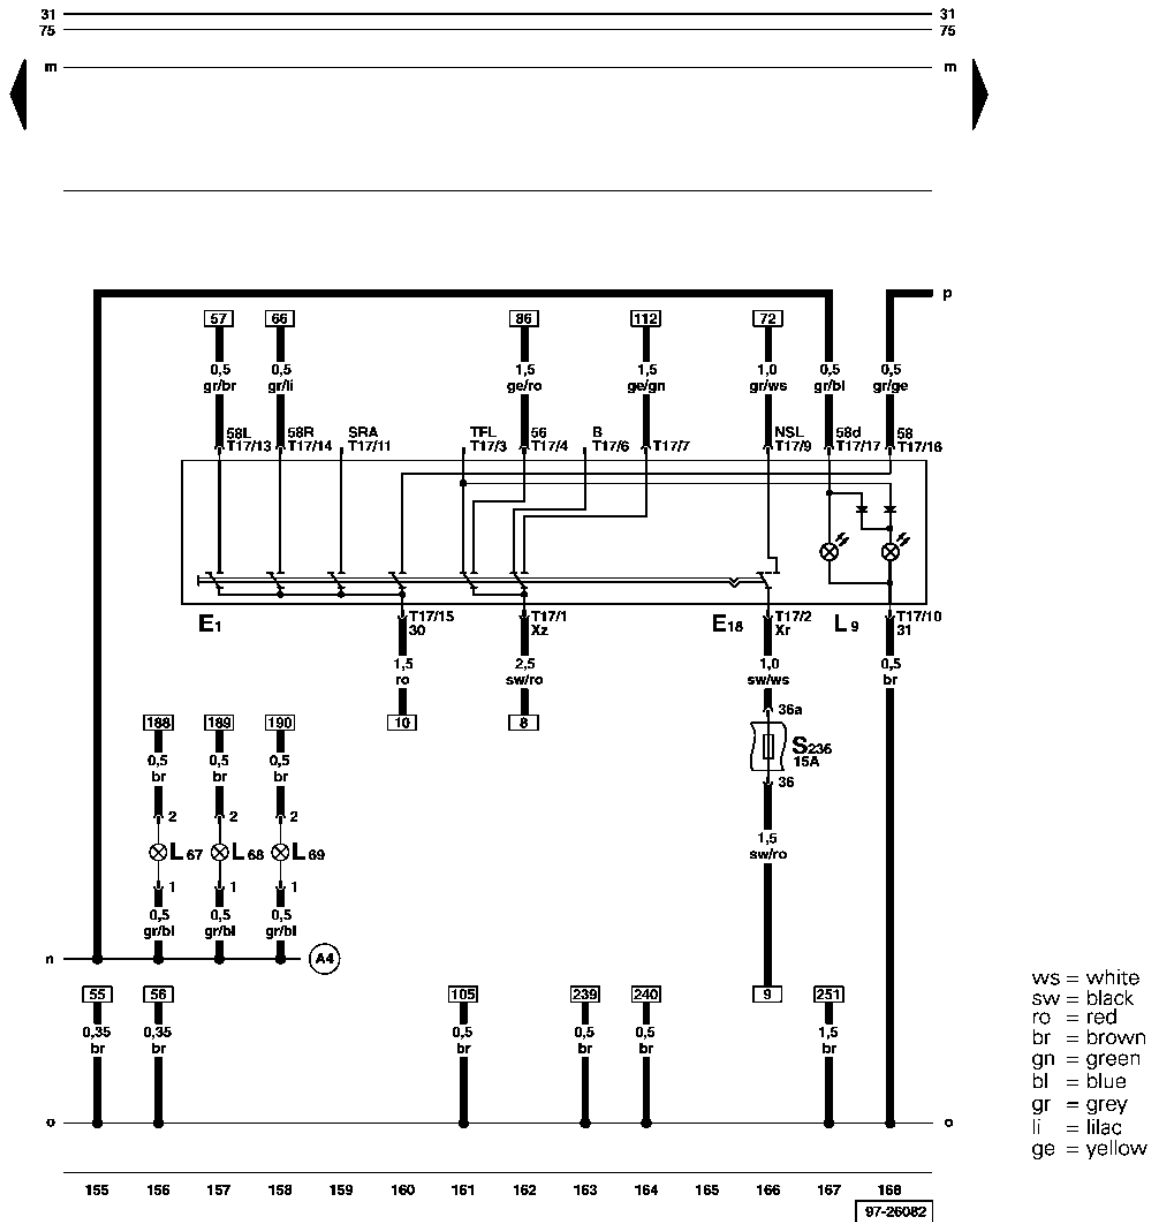 31 31
75 75
m m
p
57 66 86 112 72
0,5 0,5 1,5 1,5 1,0 0,5 0,5
gr/br gr/li ge/ro ge/gn gr/ws gr/bl gr/ge
58L 58R SRA TFL 56 B NSL 58d 58
T17/13 T17/14 T17/11 T17/3 T17/4 T17/6 T17/7 T17/9 T17/17 T17/16
E1 T17/15 T17/1 E18 T17/2 L9 T17/10
30 Xz Xr 31
1,5 2,5 1,0 0,5
ro sw/ro sw/ws br
36a
188 189 190 10 8
S236
15A
0,5 0,5 0,5
br br br
36
2 2 2
1,5
sw/ro
L67 L68 L69
1 1 1
0,5 0,5 0,5
gr/bl gr/bl gr/bl
n A4
55 56 105 239 240 9 251
0,35 0,35 0,5 0,5 0,5 1,5
br br br br br br
o o
155 156 157 158 159 160 161 162 163 164 165 166 167 168
97-26082
ws = white
sw = black
ro = red
br = brown
gn = green
bl = blue
gr = grey
li = lilac
ge = yellow